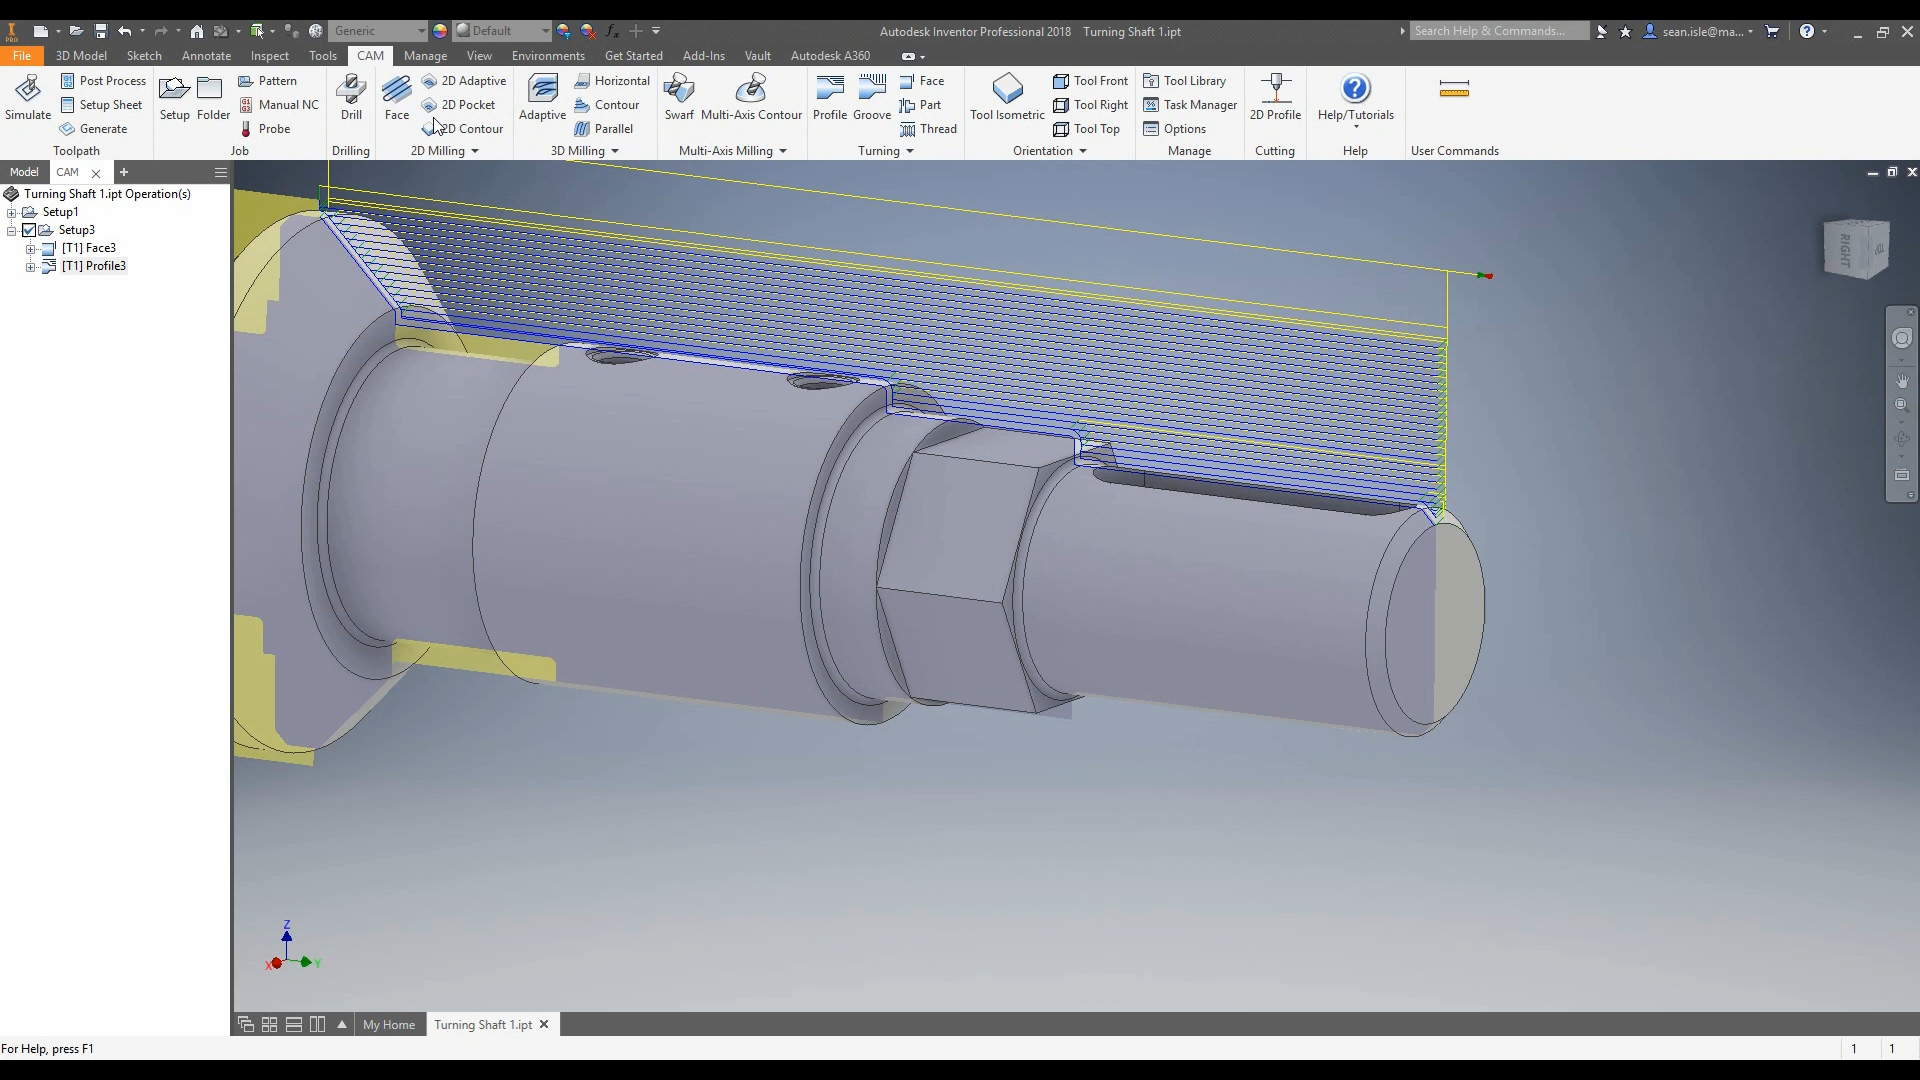 Generic
Default
Autodesk Inventor Professional 2018 Turning Shaft 1.ipt
Search Help & Commands...
sean.isle@ma...
PRO
File 3D Model Sketch Annotate Inspect Tools CAM Manage View Environments Get Started Add-Ins Vault Autodesk A360
Simulate
Post Process
Setup Sheet
Generate
Toolpath
Setup
Folder
Pattern
Manual NC
Probe
Job
Drill
Drilling
Face
2D Adaptive
2D Pocket
2D Contour
2D Milling
Adaptive
Horizontal
Contour
Parallel
3D Milling
Swarf
Multi-Axis Contour
Multi-Axis Milling
Profile
Groove
Face
Part
Thread
Turning
Tool Isometric
Tool Front
Tool Right
Tool Top
Orientation
Tool Library
Task Manager
Options
Manage
2D Profile
Cutting
Help/Tutorials
Help
User Commands
Model CAM
Turning Shaft 1.ipt Operation(s)
Setup1
Setup3
[T1] Face3
[T1] Profile3
RIGHT
Z
X
Y
My Home
Turning Shaft 1.ipt
For Help, press F1
1 1